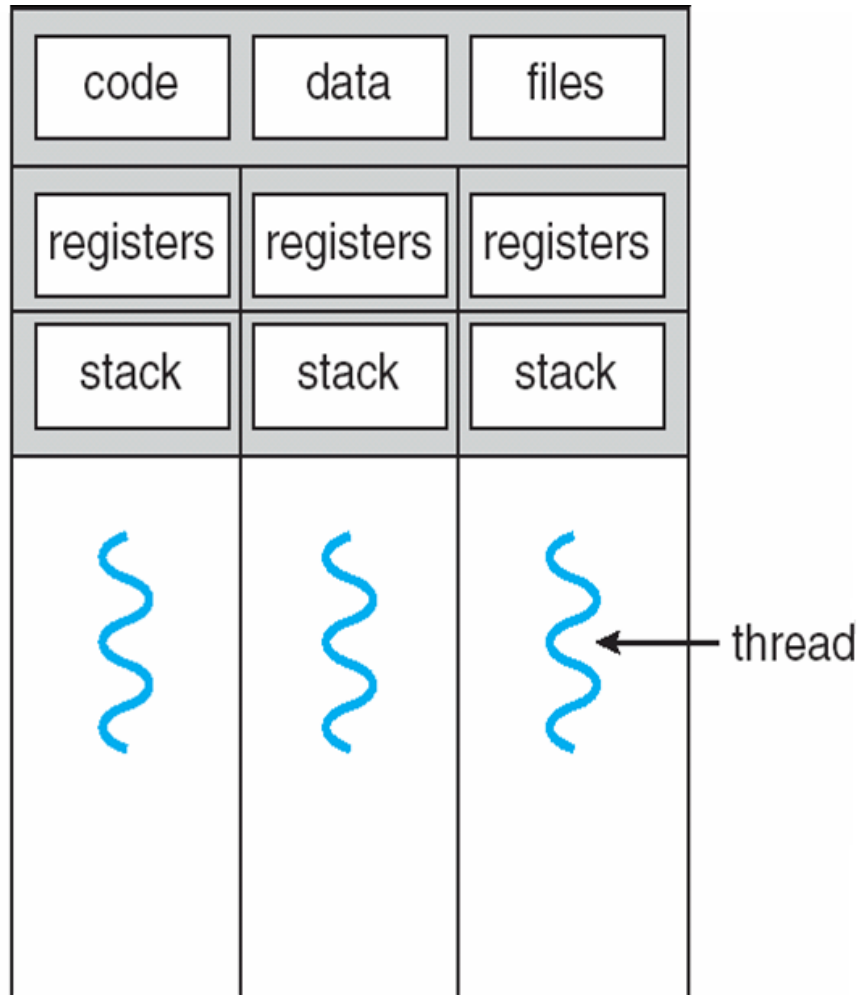 code data files
registers registers registers
stack stack stack
thread